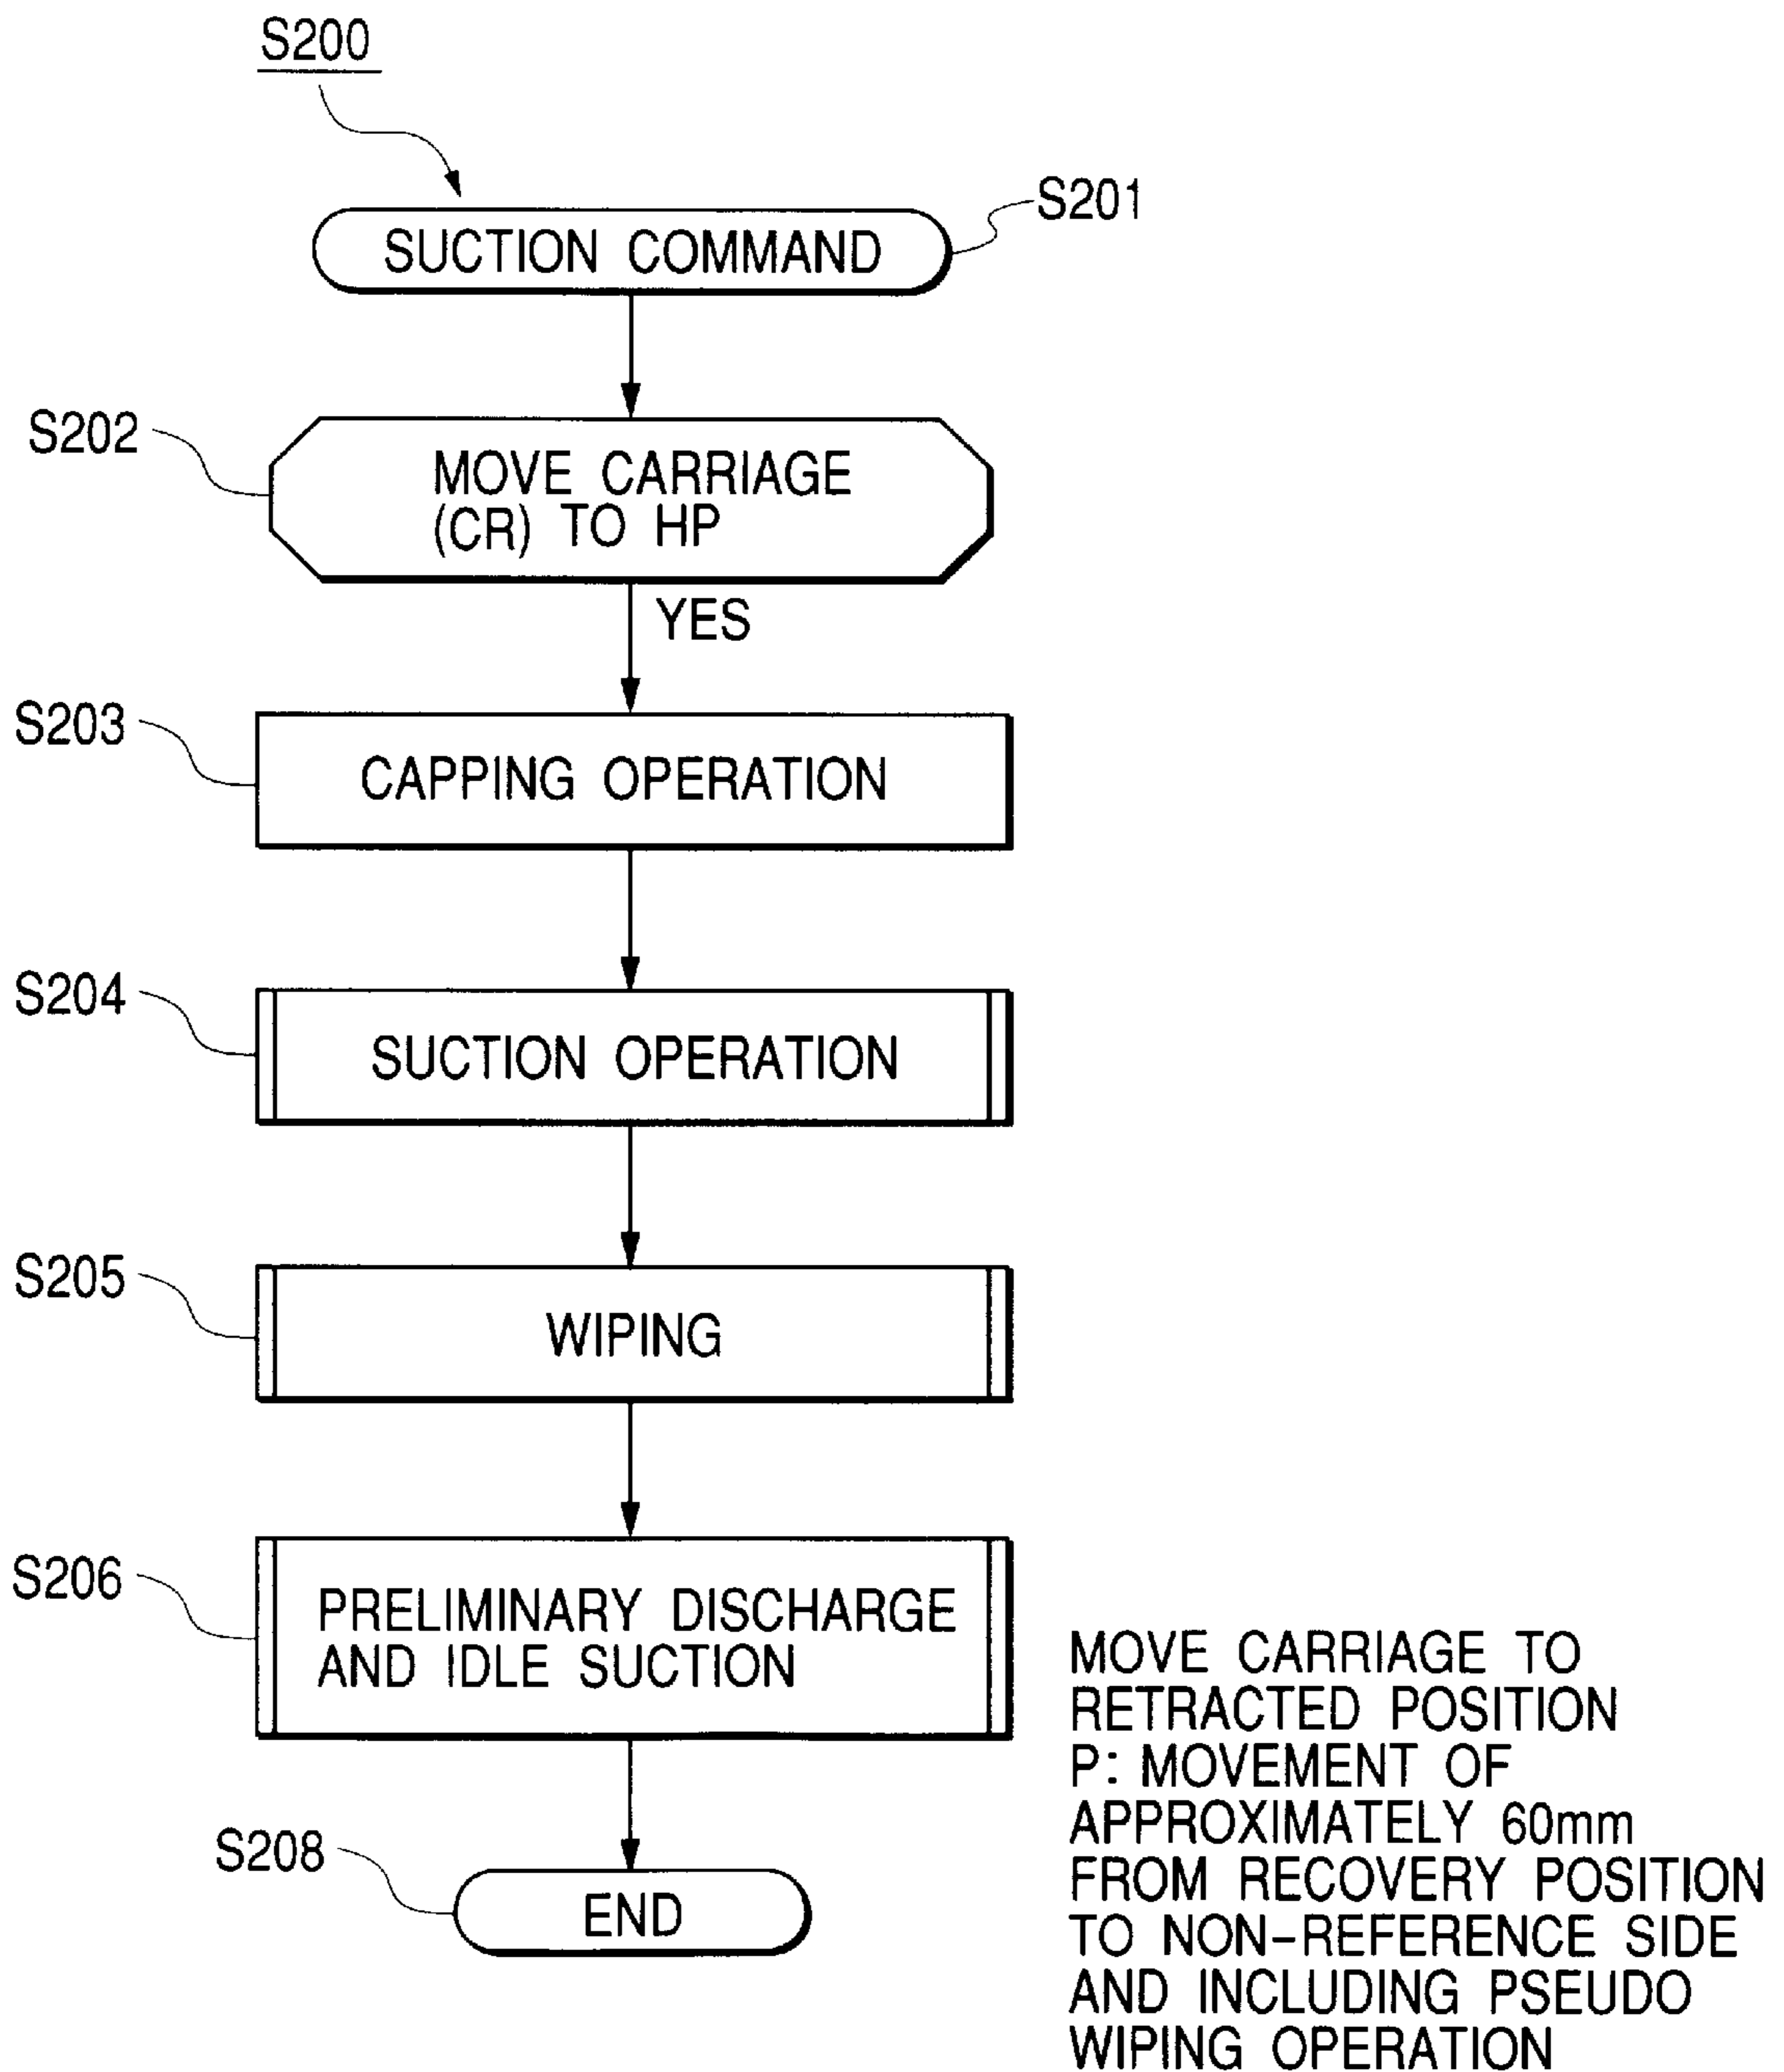 S200
SUCTION COMMAND
S201
S202
MOVE CARRIAGE
(CR) TO HP
YES
S203
CAPPING OPERATION
S204
SUCTION OPERATION
S205
WIPING
S206
PRELIMINARY DISCHARGE
AND IDLE SUCTION
MOVE CARRIAGE TO
RETRACTED POSITION
P: MOVEMENT OF
APPROXIMATELY 60mm
FROM RECOVERY POSITION
TO NON-REFERENCE SIDE
AND INCLUDING PSEUDO
WIPING OPERATION
S208
END